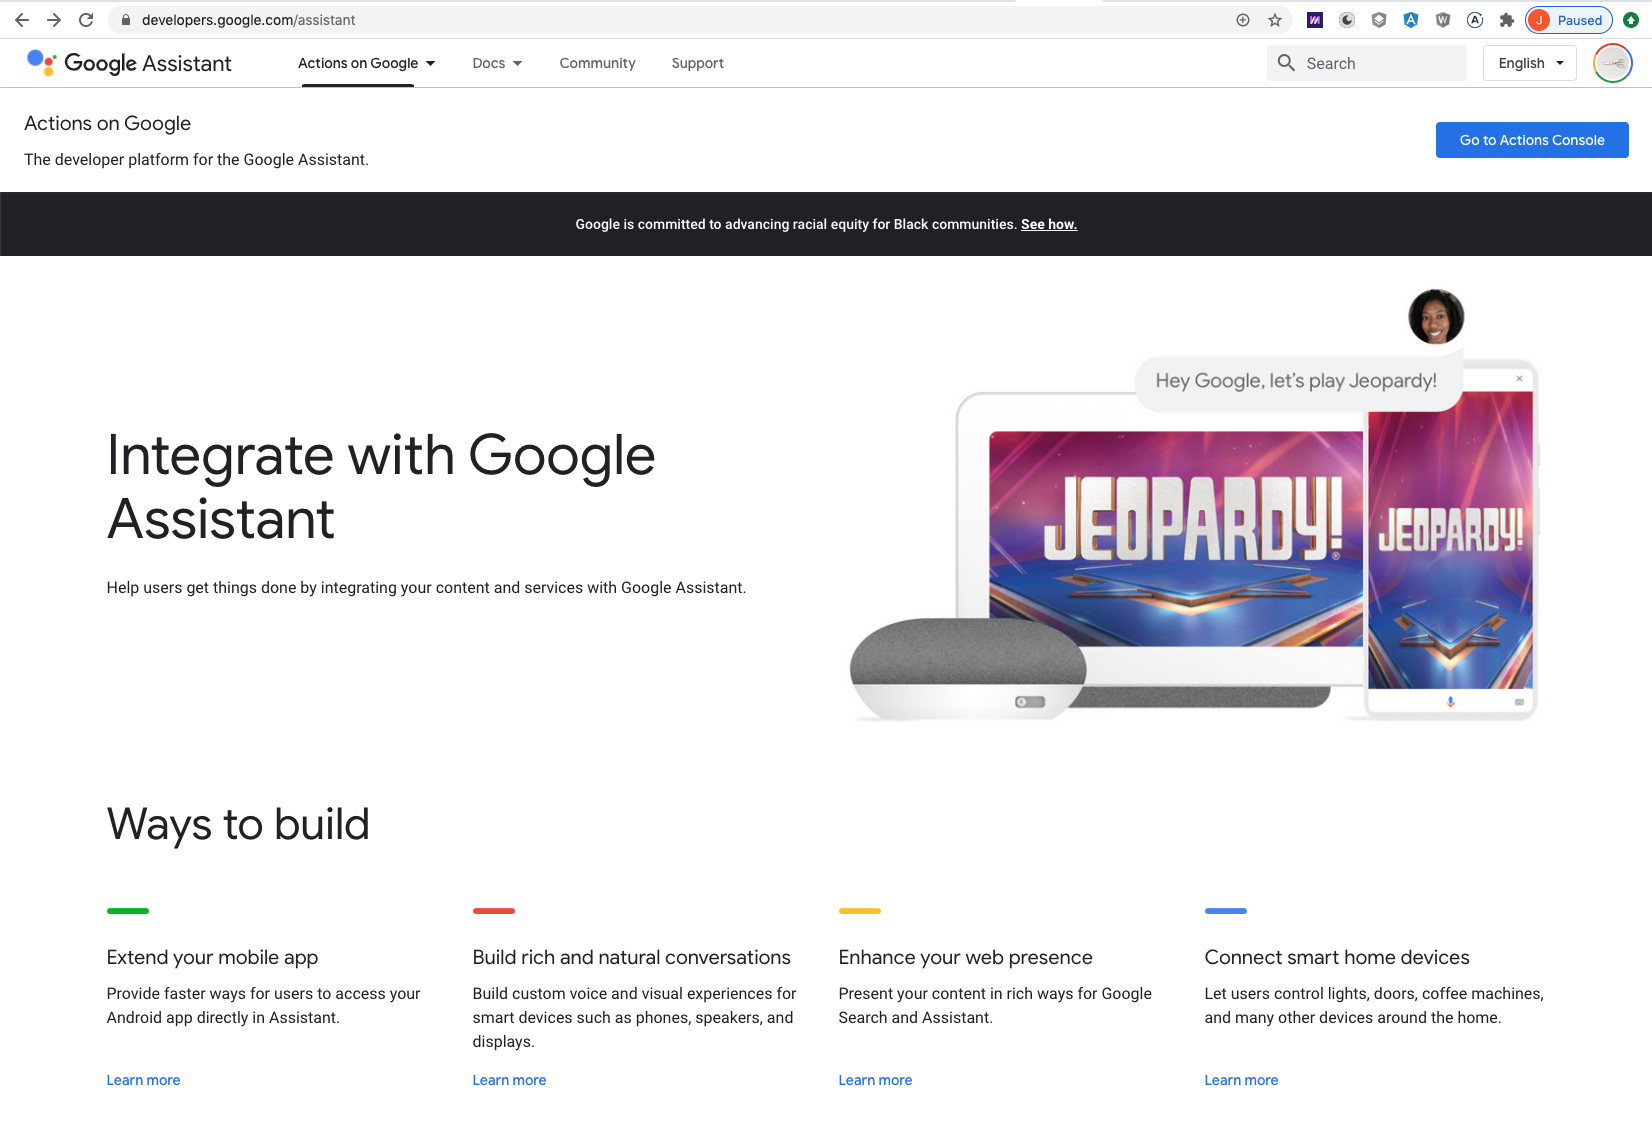 developers.google.com/assistant
J Paused
Google Assistant
Actions on Google
Docs
Community
Support
Search
English
Actions on Google
The developer platform for the Google Assistant.
Go to Actions Console
Google is committed to advancing racial equity for Black communities. See how.
Hey Google, let's play Jeopardy!
JEOPARDY!
JEOPARDY!
Integrate with Google
Assistant
Help users get things done by integrating your content and services with Google Assistant.
Ways to build
Extend your mobile app
Provide faster ways for users to access your
Android app directly in Assistant.
Learn more
Build rich and natural conversations
Build custom voice and visual experiences for
smart devices such as phones, speakers, and
displays.
Learn more
Enhance your web presence
Present your content in rich ways for Google
Search and Assistant.
Learn more
Connect smart home devices
Let users control lights, doors, coffee machines,
and many other devices around the home.
Learn more